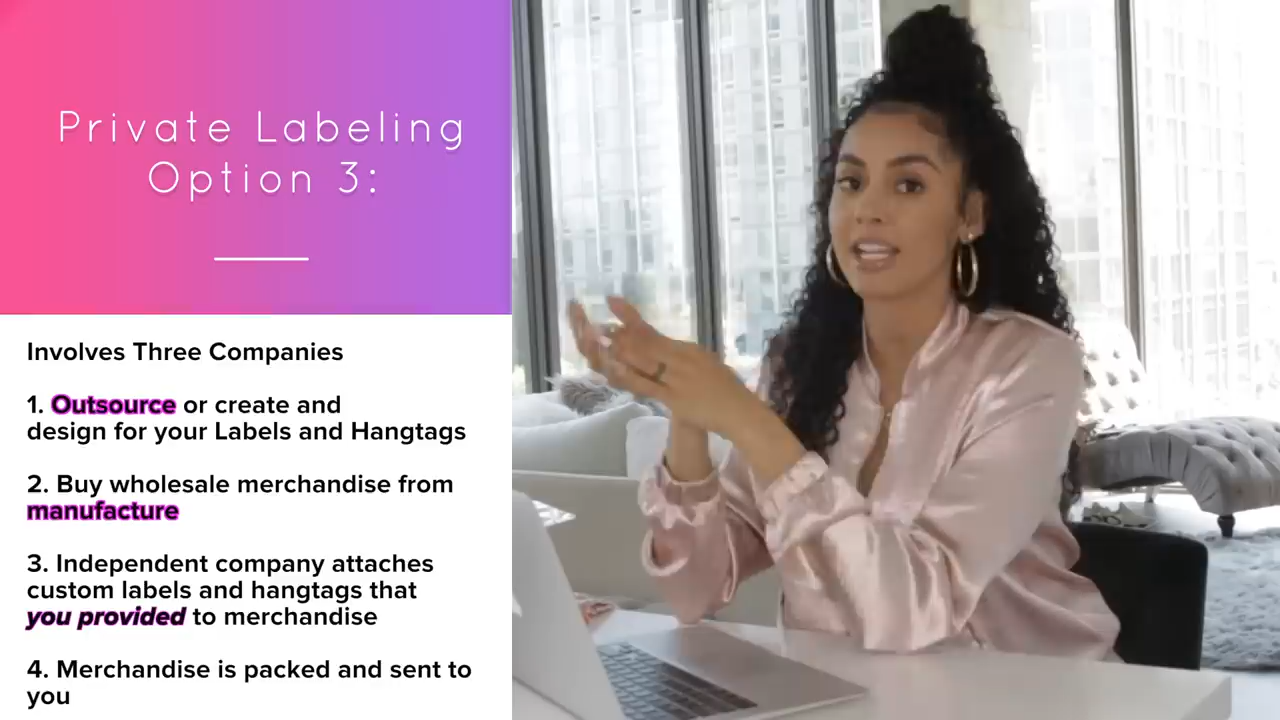 Private Labeling
Option 3:
Involves Three Companies
1. Outsource or create and
design for your Labels and Hangtags
2. Buy wholesale merchandise from
manufacture
3. Independent company attaches
custom labels and hangtags that
you provided to merchandise
4. Merchandise is packed and sent to
you